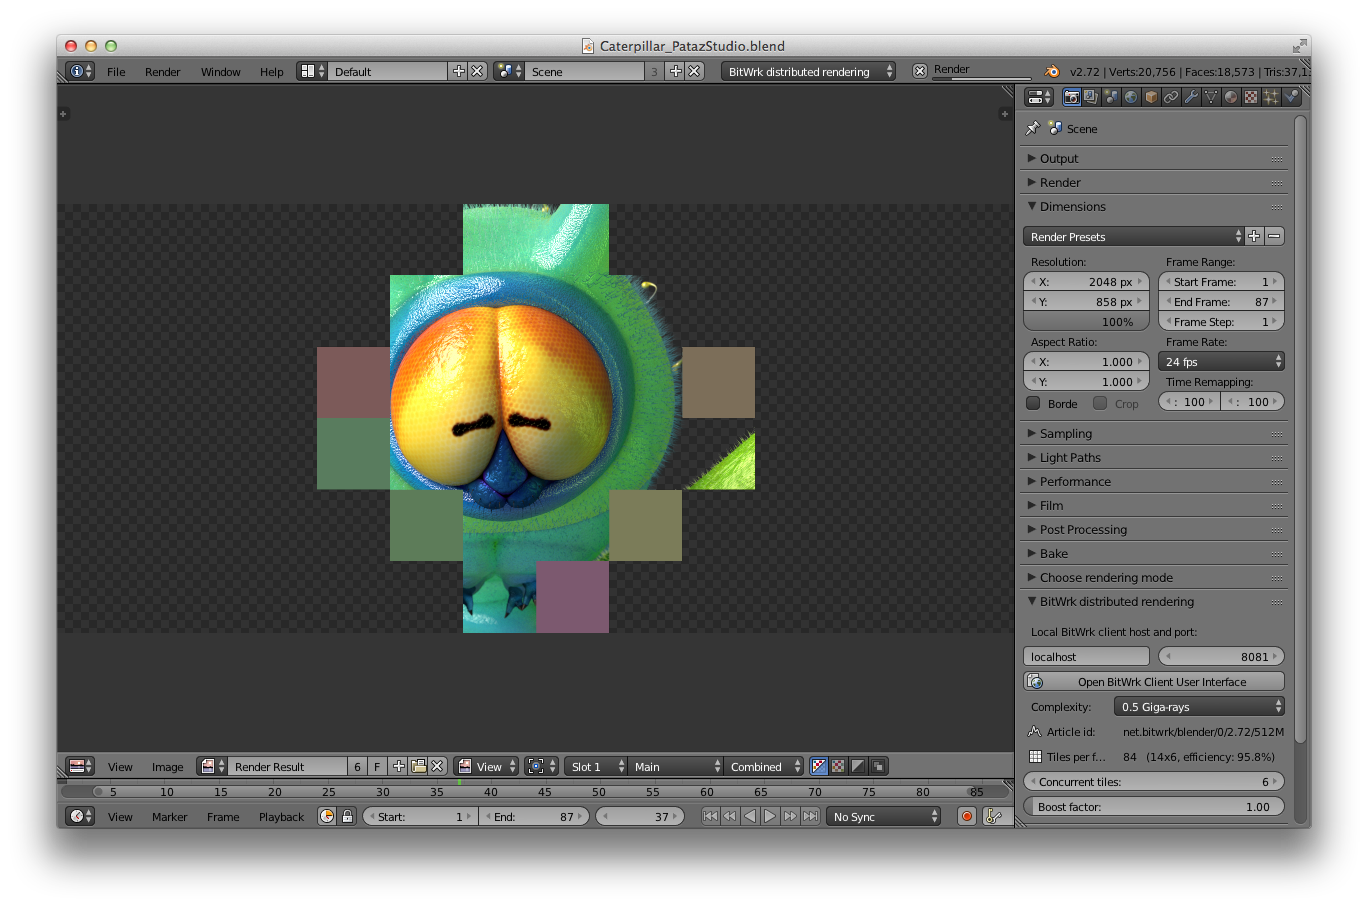 Caterpillar_PatazStudio.blend
File Render Window Help Default Scene 3 BitWrk distributed rendering Render v2.72 | Verts:20,756 | Faces:18,573 | Tris:37,1
Scene
Output
Render
Dimensions
Render Presets
Resolution: Frame Range:
X: 2048 px Start Frame: 1
Y: 858 px End Frame: 87
100% Frame Step: 1
Aspect Ratio: Frame Rate:
X: 1.000 24 fps
Y: 1.000 Time Remapping:
Borde Crop : 100 : 100
Sampling
Light Paths
Performance
Film
Post Processing
Bake
Choose rendering mode
BitWrk distributed rendering
Local BitWrk client host and port:
localhost 8081
Open BitWrk Client User Interface
Complexity: 0.5 Giga-rays
Article id: net.bitwrk/blender/0/2.72/512M
Tiles per f... 84 (14x6, efficiency: 95.8%)
Concurrent tiles: 6
Boost factor: 1.00
View Image Render Result 6 F View Slot 1 Main Combined
5 10 15 20 25 30 35 40 45 50 55 60 65 70 75 80 85
View Marker Frame Playback Start: 1 End: 87 37 No Sync